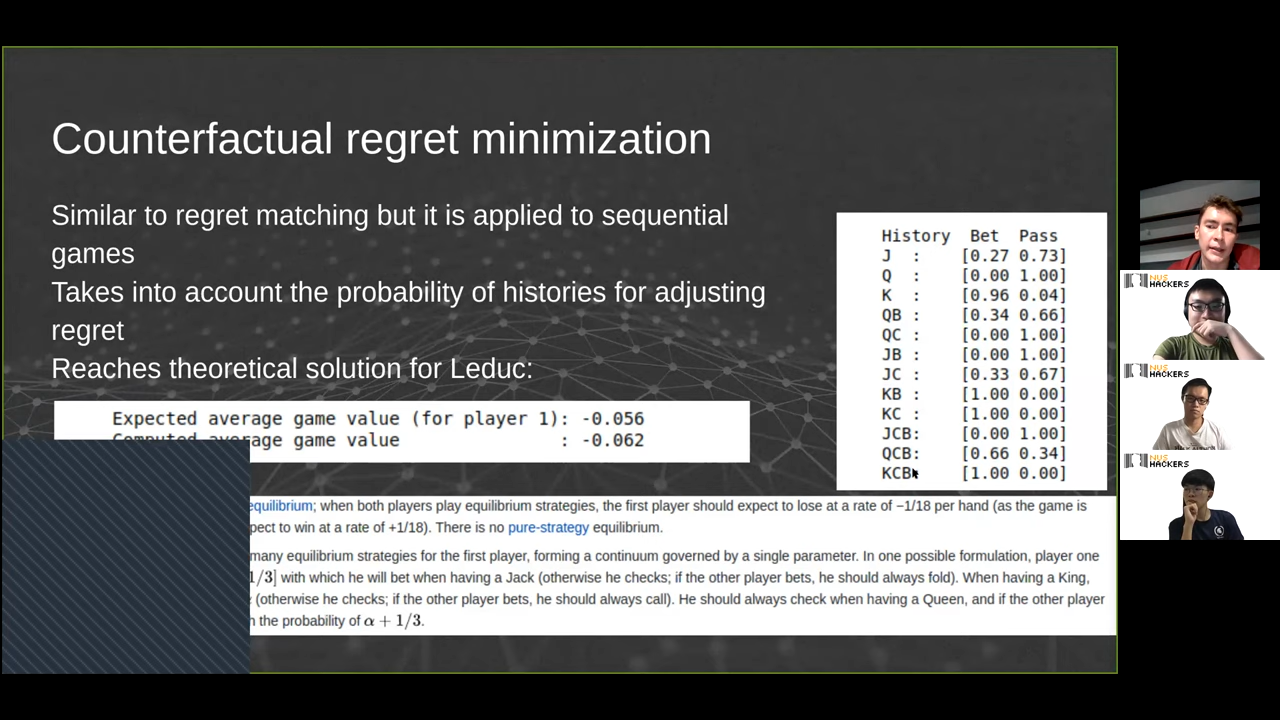 Counterfactual regret minimization
Similar to regret matching but it is applied to sequential
games
Takes into account the probability of histories for adjusting
regret
Reaches theoretical solution for Leduc:
Expected average game value (for player 1): -0.056
Computed average game value : -0.062
History Bet Pass
J : [0.27 0.73]
Q : [0.00 1.00]
K : [0.96 0.04]
QB : [0.34 0.66]
QC : [0.00 1.00]
JB : [0.00 1.00]
JC : [0.33 0.67]
KB : [1.00 0.00]
KC : [1.00 0.00]
JCB: [0.00 1.00]
QCB: [0.66 0.34]
KCB: [1.00 0.00]
equilibrium; when both players play equilibrium strategies, the first player should expect to lose at a rate of −1/18 per hand (as the game is
pect to win at a rate of +1/18). There is no pure-strategy equilibrium.
many equilibrium strategies for the first player, forming a continuum governed by a single parameter. In one possible formulation, player one
1/3] with which he will bet when having a Jack (otherwise he checks; if the other player bets, he should always fold). When having a King,
(otherwise he checks; if the other player bets, he should always call). He should always check when having a Queen, and if the other player
the probability of α + 1/3.
NUS
HACKERS
NUS
HACKERS
NUS
HACKERS